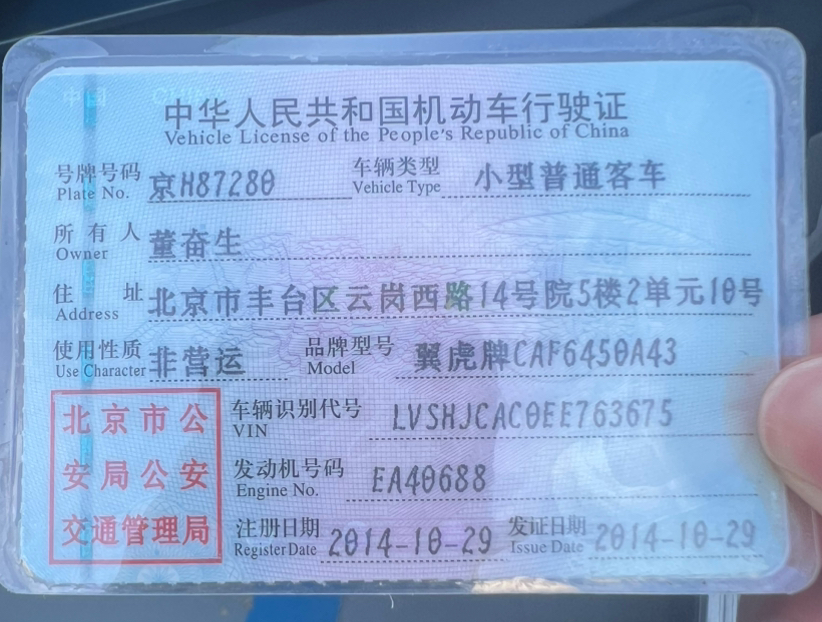 中国 CHINA
中华人民共和国机动车行驶证
Vehicle License of the People's Republic of China
号牌号码 京H87280 车辆类型 小型普通客车
Plate No. Vehicle Type
所有人 董奋生
Owner
住址 北京市丰台区云岗西路14号院5楼2单元10号
Address
使用性质 非营运 品牌型号 翼虎牌CAF6450A43
Use Character Model
北京市公
安局公安
交通管理局
车辆识别代号 LVSHJCAC0EE763675
VIN
发动机号码 EA40688
Engine No.
注册日期 2014-10-29 发证日期 2014-10-29
Register Date Issue Date